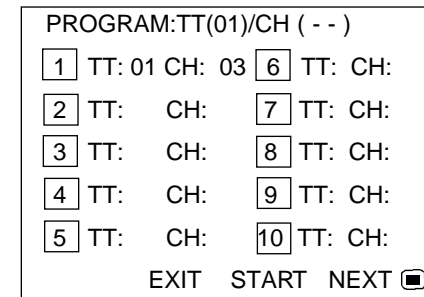 PROGRAM:TT(01)/CH ( - - )
1 TT: 01 CH: 03 6 TT: CH:
2 TT: CH: 7 TT: CH:
3 TT: CH: 8 TT: CH:
4 TT: CH: 9 TT: CH:
5 TT: CH: 10 TT: CH:
EXIT START NEXT